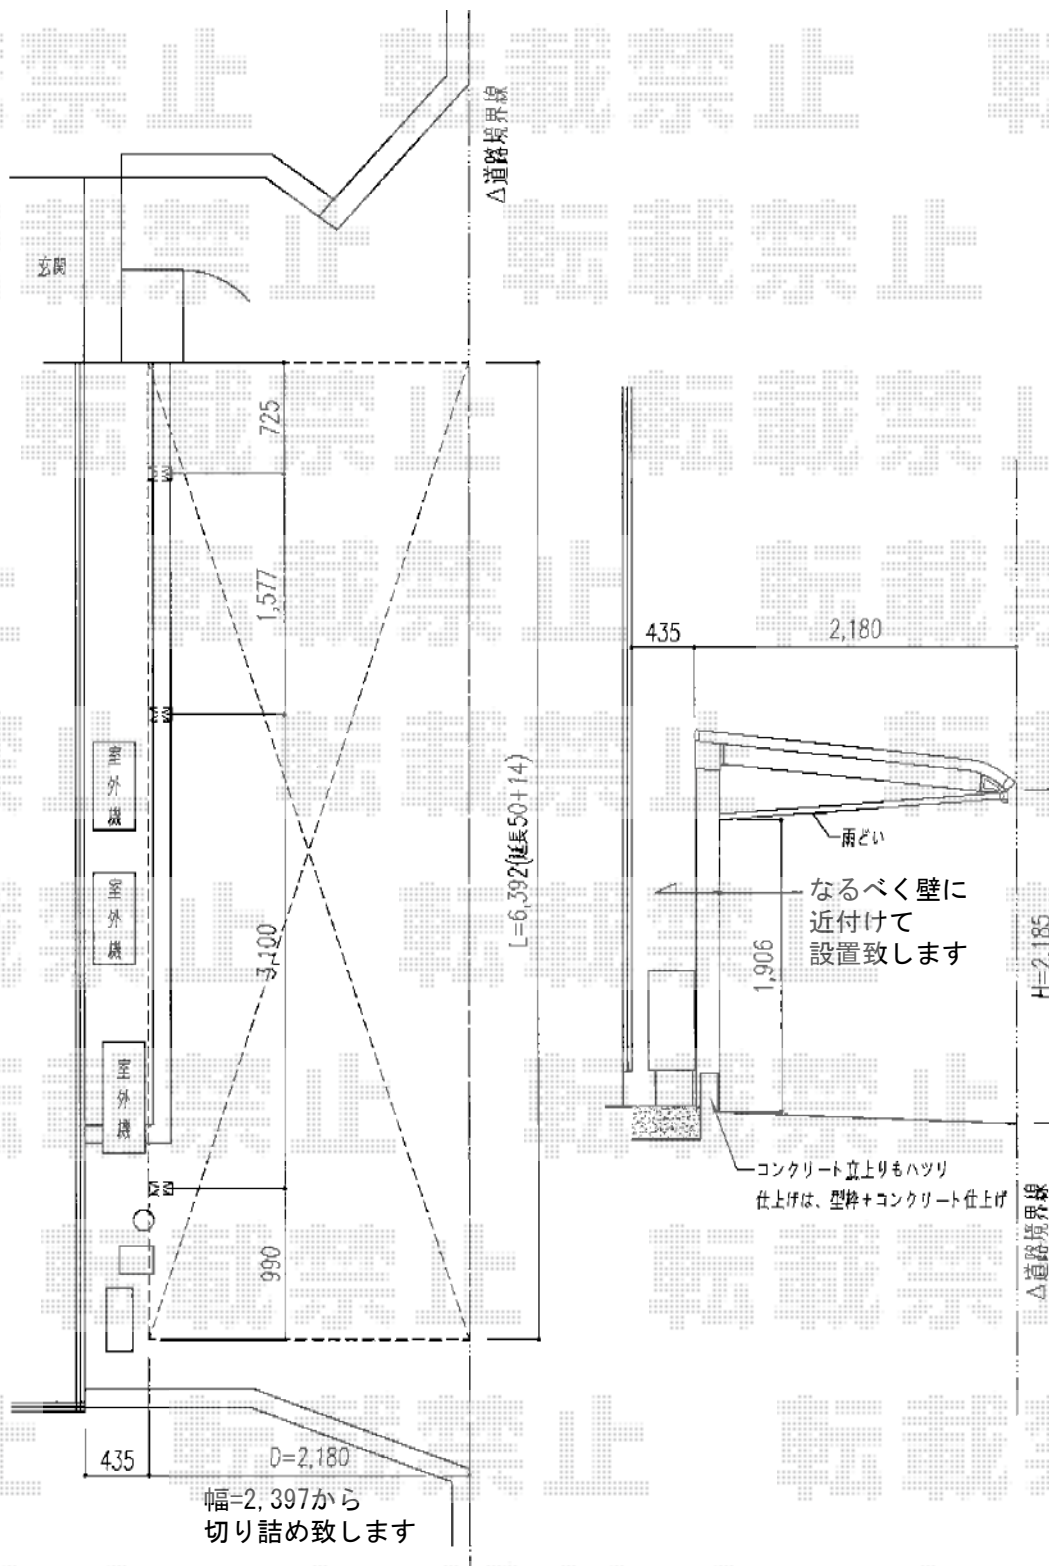 △道路境界線
玄関
725
1,577
3,100
990
L=6,392(延長50+14)
室外機
室外機
室外機
435
D=2,180
幅=2,397から
切り詰め致します
435
2,180
雨どい
なるべく壁に
近付けて
設置致します
1,906
H=2,185
コンクリート立上りもハツリ
仕上げは、型枠+コンクリート仕上げ
△道路境界線
転載禁止